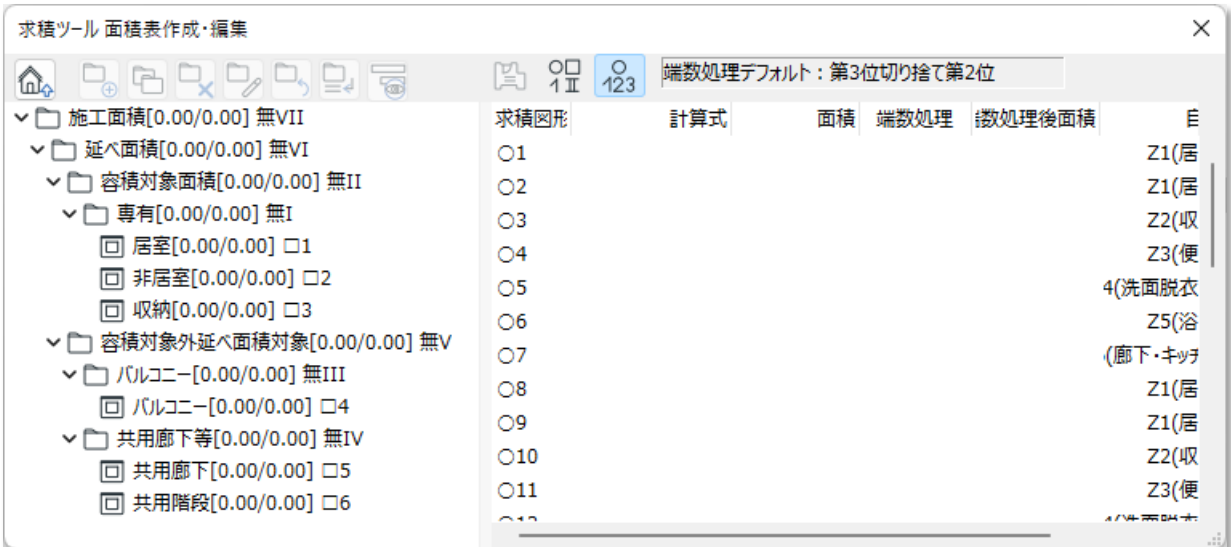 求積ツール 面積表作成・編集
○□
1 Ⅱ
○
123
端数処理デフォルト：第3位切り捨て第2位
施工面積[0.00/0.00] 無VII
延べ面積[0.00/0.00] 無VI
容積対象面積[0.00/0.00] 無II
専有[0.00/0.00] 無I
居室[0.00/0.00] □1
非居室[0.00/0.00] □2
収納[0.00/0.00] □3
容積対象外延べ面積対象[0.00/0.00] 無V
バルコニー[0.00/0.00] 無III
バルコニー[0.00/0.00] □4
共用廊下等[0.00/0.00] 無IV
共用廊下[0.00/0.00] □5
共用階段[0.00/0.00] □6
求積図形 計算式 面積 端数処理 数処理後面積
○1 Z1(居
○2 Z1(居
○3 Z2(収
○4 Z3(便
○5 4(洗面脱衣
○6 Z5(浴
○7 (廊下・キッチ
○8 Z1(居
○9 Z1(居
○10 Z2(収
○11 Z3(便
○12 4(洗面脱衣